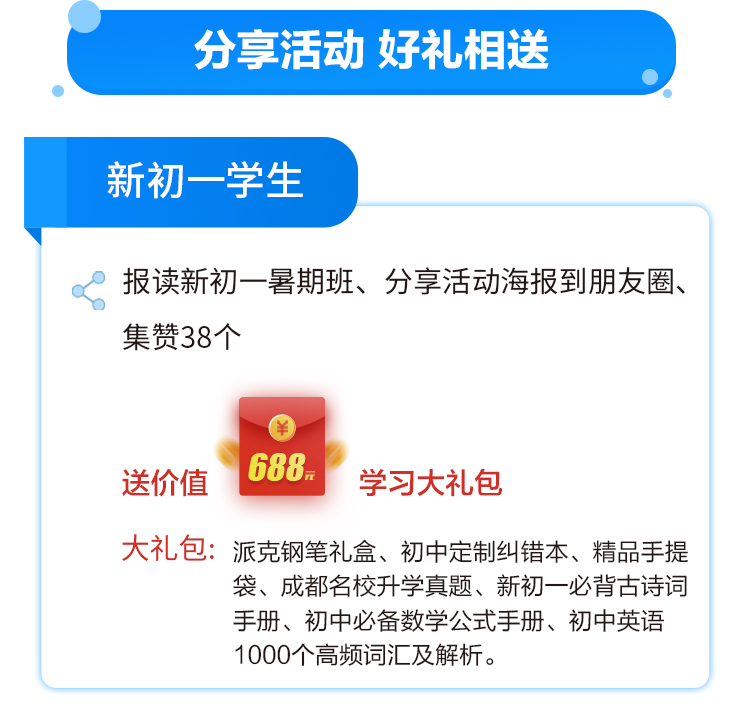 分享活动 好礼相送
新初一学生
报读新初一暑期班、分享活动海报到朋友圈、
集赞38个
送价值 ¥ 688元 学习大礼包
大礼包: 派克钢笔礼盒、初中定制纠错本、精品手提
袋、成都名校升学真题、新初一必背古诗词
手册、初中必备数学公式手册、初中英语
1000个高频词汇及解析。